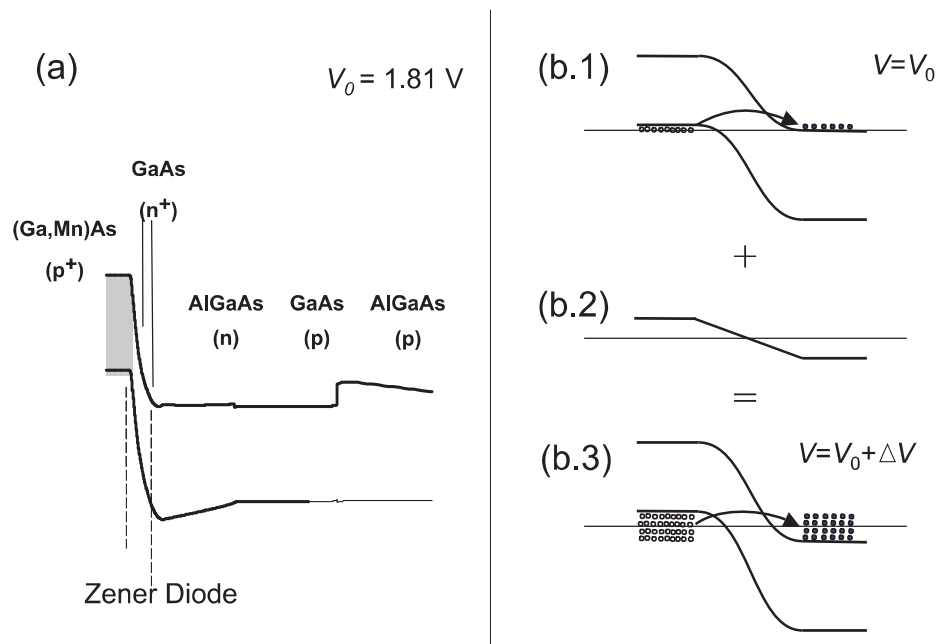 (a)
V₀ = 1.81 V
GaAs
(n⁺)
(Ga,Mn)As
(p⁺)
AlGaAs
(n)
GaAs
(p)
AlGaAs
(p)
Zener Diode
(b.1)
V=V₀
+
(b.2)
=
(b.3)
V=V₀+△V